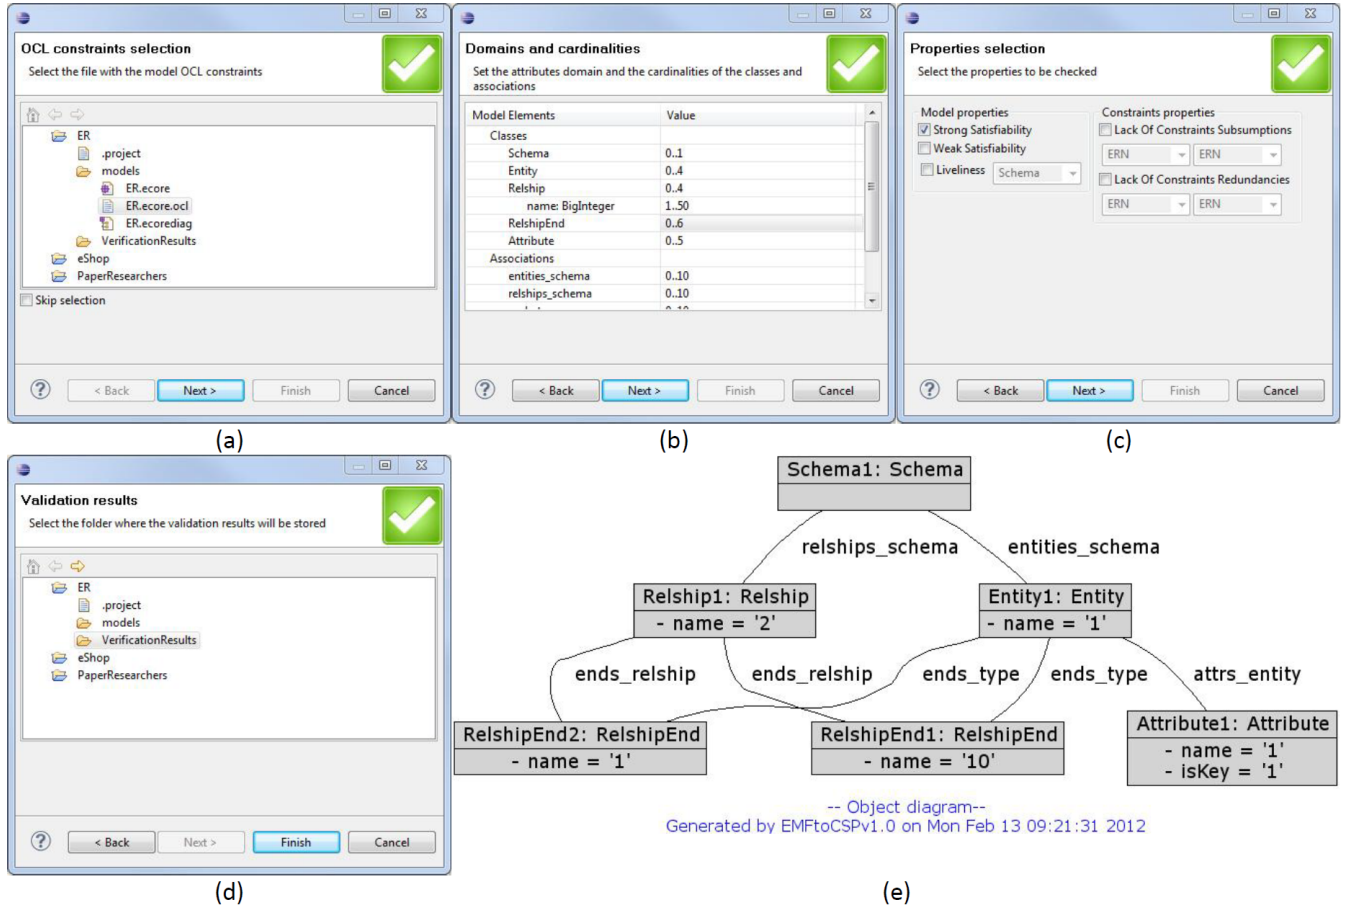 OCL constraints selection
Select the file with the model OCL constraints
ER
.project
models
ER.ecore
ER.ecore.ocl
ER.ecorediag
VerificationResults
eShop
PaperResearchers
Skip selection
? < Back Next > Finish Cancel
(a)
Domains and cardinalities
Set the attributes domain and the cardinalities of the classes and
associations
Model Elements Value
Classes
Schema 0..1
Entity 0..4
Relship 0..4
name: BigInteger 1..50
RelshipEnd 0..6
Attribute 0..5
Associations
entities_schema 0..10
relships_schema 0..10
? < Back Next > Finish Cancel
(b)
Properties selection
Select the properties to be checked
Model properties
Strong Satisfiability
Weak Satisfiability
Liveliness Schema
Constraints properties
Lack Of Constraints Subsumptions
ERN ERN
Lack Of Constraints Redundancies
ERN ERN
? < Back Next > Finish Cancel
(c)
Validation results
Select the folder where the validation results will be stored
ER
.project
models
VerificationResults
eShop
PaperResearchers
? < Back Next > Finish Cancel
(d)
Schema1: Schema
relships_schema entities_schema
Relship1: Relship Entity1: Entity
- name = '2' - name = '1'
ends_relship ends_relship ends_type ends_type attrs_entity
RelshipEnd2: RelshipEnd RelshipEnd1: RelshipEnd Attribute1: Attribute
- name = '1' - name = '10' - name = '1'
- isKey = '1'
-- Object diagram--
Generated by EMFtoCSPv1.0 on Mon Feb 13 09:21:31 2012
(e)